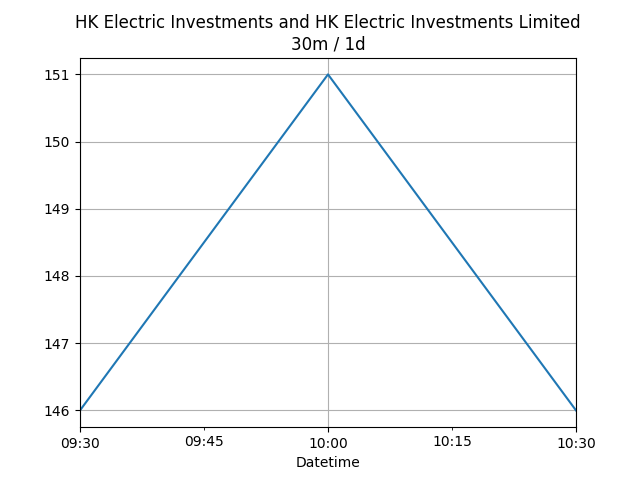 HK Electric Investments and HK Electric Investments Limited
30m / 1d
151
150
149
148
147
146
09:30 09:45 10:00 10:15 10:30
Datetime